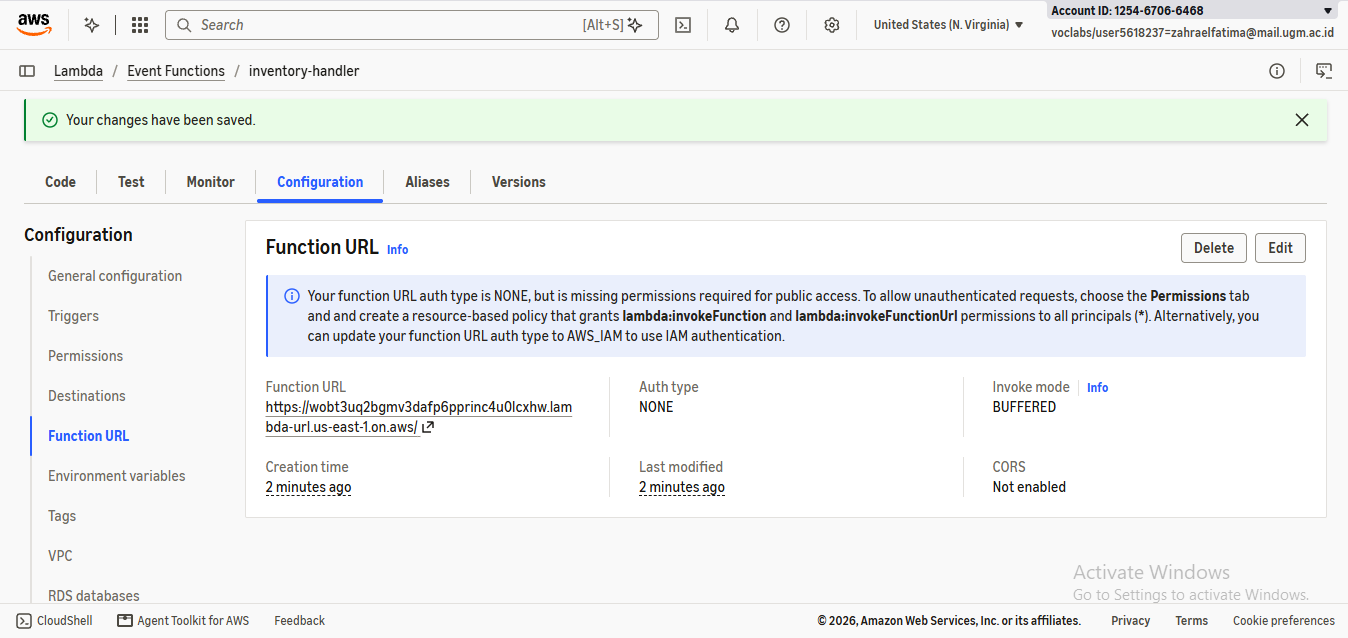 aws
Search [Alt+S]
United States (N. Virginia)
Account ID: 1254-6706-6468
voclabs/user5618237=zahraelfatima@mail.ugm.ac.id
Lambda / Event Functions / inventory-handler
Your changes have been saved.
Code Test Monitor Configuration Aliases Versions
Configuration
General configuration
Triggers
Permissions
Destinations
Function URL
Environment variables
Tags
VPC
RDS databases
Function URL Info
Delete Edit
Your function URL auth type is NONE, but is missing permissions required for public access. To allow unauthenticated requests, choose the Permissions tab
and and create a resource-based policy that grants lambda:invokeFunction and lambda:invokeFunctionUrl permissions to all principals (*). Alternatively, you
can update your function URL auth type to AWS_IAM to use IAM authentication.
Function URL
https://wobt3uq2bgmv3dafp6pprinc4u0lcxhw.lam
bda-url.us-east-1.on.aws/
Auth type
NONE
Invoke mode Info
BUFFERED
Creation time
2 minutes ago
Last modified
2 minutes ago
CORS
Not enabled
Activate Windows
Go to Settings to activate Windows.
CloudShell Agent Toolkit for AWS Feedback
© 2026, Amazon Web Services, Inc. or its affiliates. Privacy Terms Cookie preferences